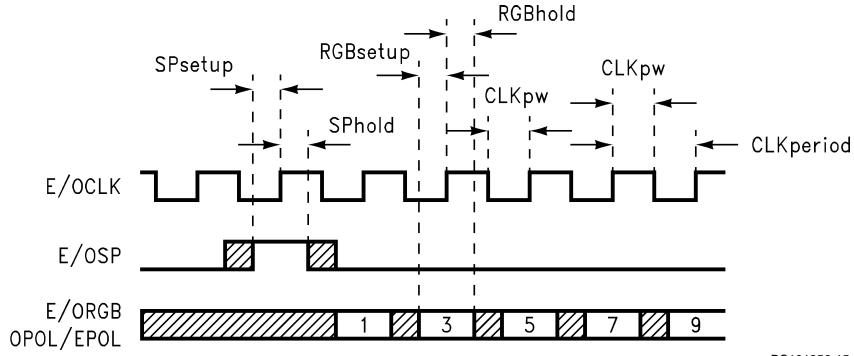 RGBhold
RGBsetup
SPsetup
CLKpw
CLKpw
SPhold
CLKperiod
E/OCLK
E/OSP
E/ORGB
OPOL/EPOL
1 3 5 7 9